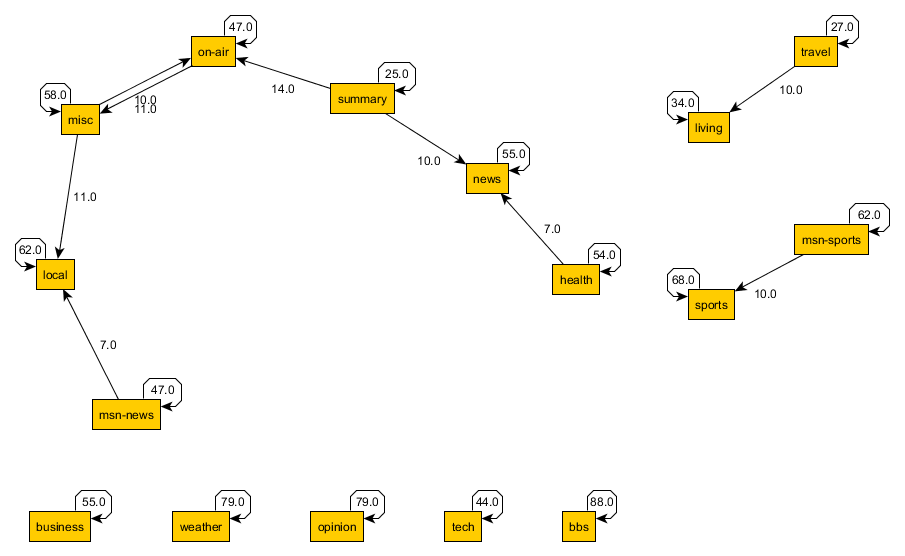 47.0
on-air
27.0
travel
58.0
misc
10.0
11.0
14.0
25.0
summary
10.0
34.0
living
10.0
55.0
news
11.0
62.0
local
7.0
54.0
health
62.0
msn-sports
68.0
sports
10.0
7.0
47.0
msn-news
55.0
business
79.0
weather
79.0
opinion
44.0
tech
88.0
bbs